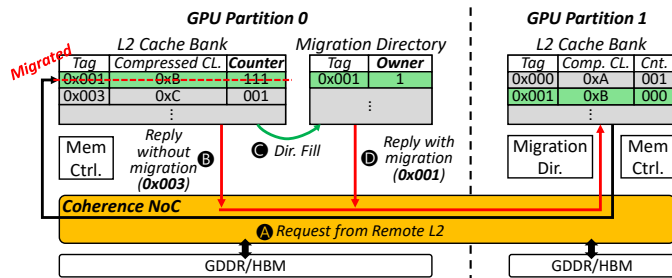 GPU Partition 0
GPU Partition 1
L2 Cache Bank
Migration Directory
L2 Cache Bank
Migrated
Tag Compressed CL. Counter
0x001 0xB 111
0x003 0xC 001
⋮
Tag Owner
0x001 1
⋮
Tag Comp. CL. Cnt.
0x000 0xA 001
0x001 0xB 000
⋮
Mem
Ctrl.
Reply
without
migration
(0x003)
B
C Dir. Fill
D
Reply with
migration
(0x001)
Migration
Dir.
Mem
Ctrl.
Coherence NoC
A Request from Remote L2
GDDR/HBM
GDDR/HBM